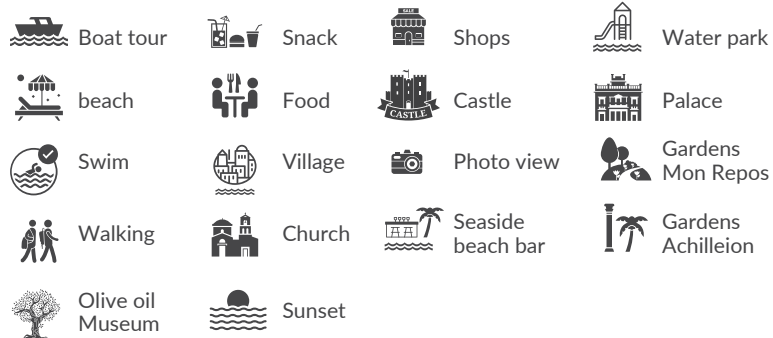 Boat tour
Snack
SALE
Shops
Water park
beach
Food
CASTLE
Castle
Palace
Swim
Village
Photo view
Gardens
Mon Repos
Walking
Church
Seaside
beach bar
Gardens
Achilleion
Olive oil
Museum
Sunset